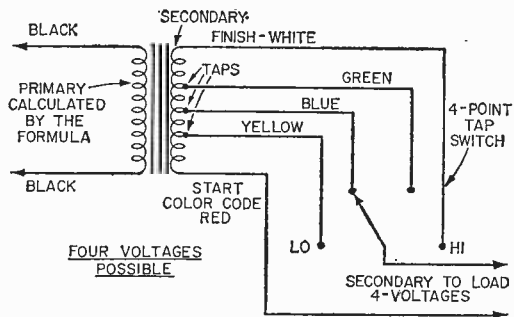 BLACK
SECONDARY
FINISH-WHITE
TAPS
GREEN
PRIMARY
CALCULATED
BY THE
FORMULA
BLUE
4-POINT
TAP
SWITCH
YELLOW
BLACK
START
COLOR CODE
RED
FOUR VOLTAGES
POSSIBLE
LO
HI
SECONDARY TO LOAD
4-VOLTAGES